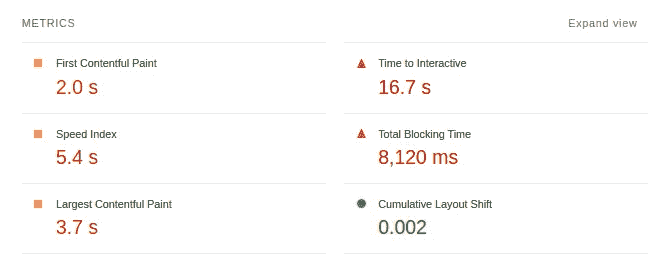 METRICS
Expand view
First Contentful Paint
2.0 s
Time to Interactive
16.7 s
Speed Index
5.4 s
Total Blocking Time
8,120 ms
Largest Contentful Paint
3.7 s
Cumulative Layout Shift
0.002